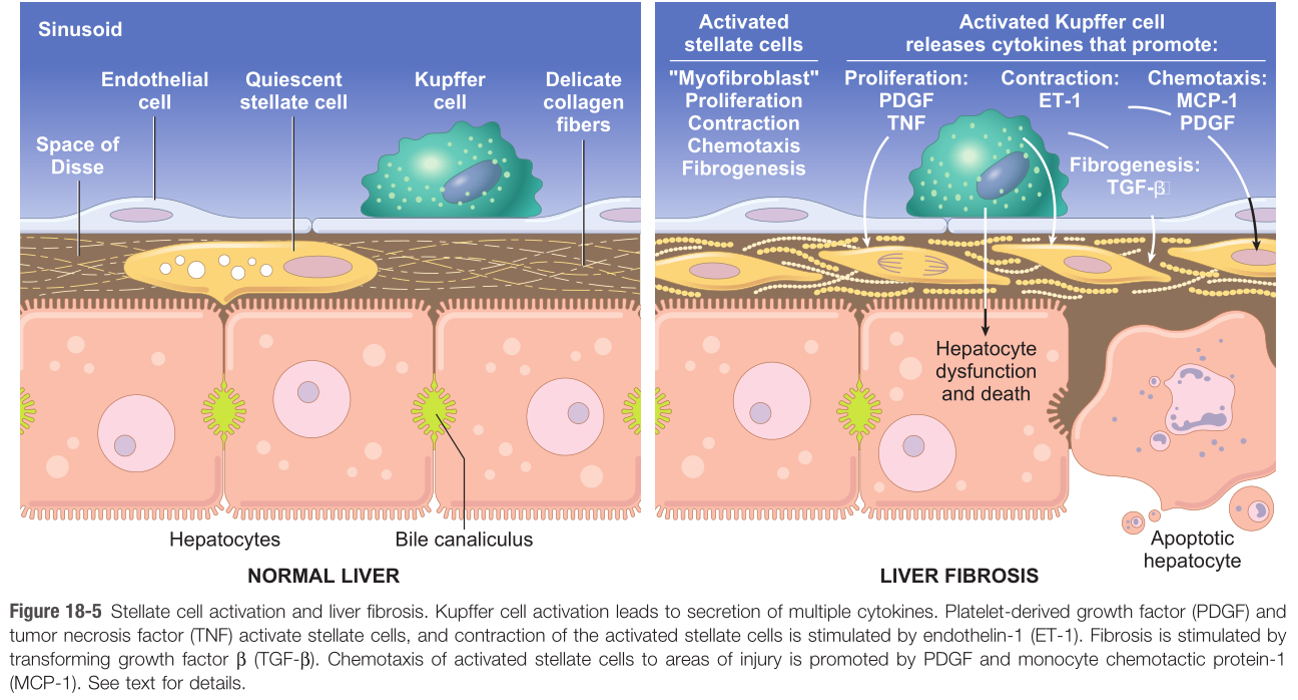 Sinusoid
Endothelial
cell
Quiescent
stellate cell
Kupffer
cell
Delicate
collagen
fibers
Space of
Disse
Hepatocytes
Bile canaliculus
NORMAL LIVER
Activated
stellate cells
"Myofibroblast"
Proliferation
Contraction
Chemotaxis
Fibrogenesis
Activated Kupffer cell
releases cytokines that promote:
Proliferation:
PDGF
TNF
Contraction:
ET-1
Chemotaxis:
MCP-1
PDGF
Fibrogenesis:
TGF-β
Hepatocyte
dysfunction
and death
Apoptotic
hepatocyte
LIVER FIBROSIS
Figure 18-5 Stellate cell activation and liver fibrosis. Kupffer cell activation leads to secretion of multiple cytokines. Platelet-derived growth factor (PDGF) and
tumor necrosis factor (TNF) activate stellate cells, and contraction of the activated stellate cells is stimulated by endothelin-1 (ET-1). Fibrosis is stimulated by
transforming growth factor β (TGF-β). Chemotaxis of activated stellate cells to areas of injury is promoted by PDGF and monocyte chemotactic protein-1
(MCP-1). See text for details.